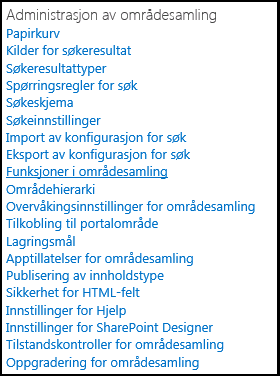 Administrasjon av områdesamling
Papirkurv
Kilder for søkeresultat
Søkeresultattyper
Spørringsregler for søk
Søkeskjema
Søkeinnstillinger
Import av konfigurasjon for søk
Eksport av konfigurasjon for søk
Funksjoner i områdesamling
Områdehierarki
Overvåkingsinnstillinger for områdesamling
Tilkobling til portalområde
Lagringsmål
Apptillatelser for områdesamling
Publisering av innholdstype
Sikkerhet for HTML-felt
Innstillinger for Hjelp
Innstillinger for SharePoint Designer
Tilstandskontroller for områdesamling
Oppgradering for områdesamling